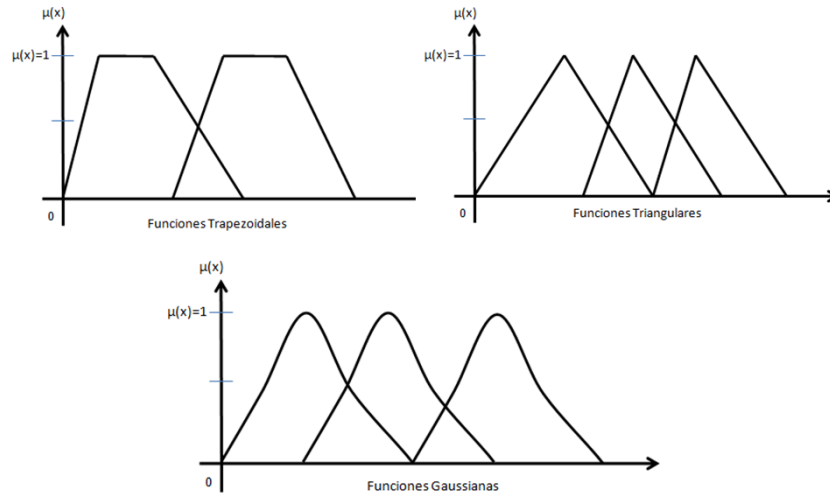 μ(x)
μ(x)=1
0
Funciones Trapezoidales
μ(x)
μ(x)=1
0
Funciones Triangulares
μ(x)
μ(x)=1
0
Funciones Gaussianas